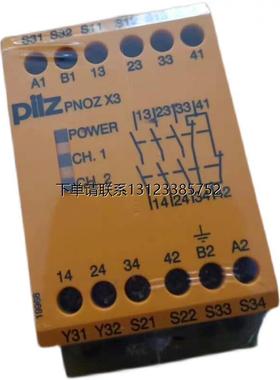 S31 S32 S11 S12
A1 B1 13 23 33 41
pilz PNOZ X3
POWER
13 23 33 41
CH. 1
CH. 2
下单请联系13123385752
14 24 34 42
14 24 34 42 B2 A2
Y31 Y32 S21 S22 S33 S34